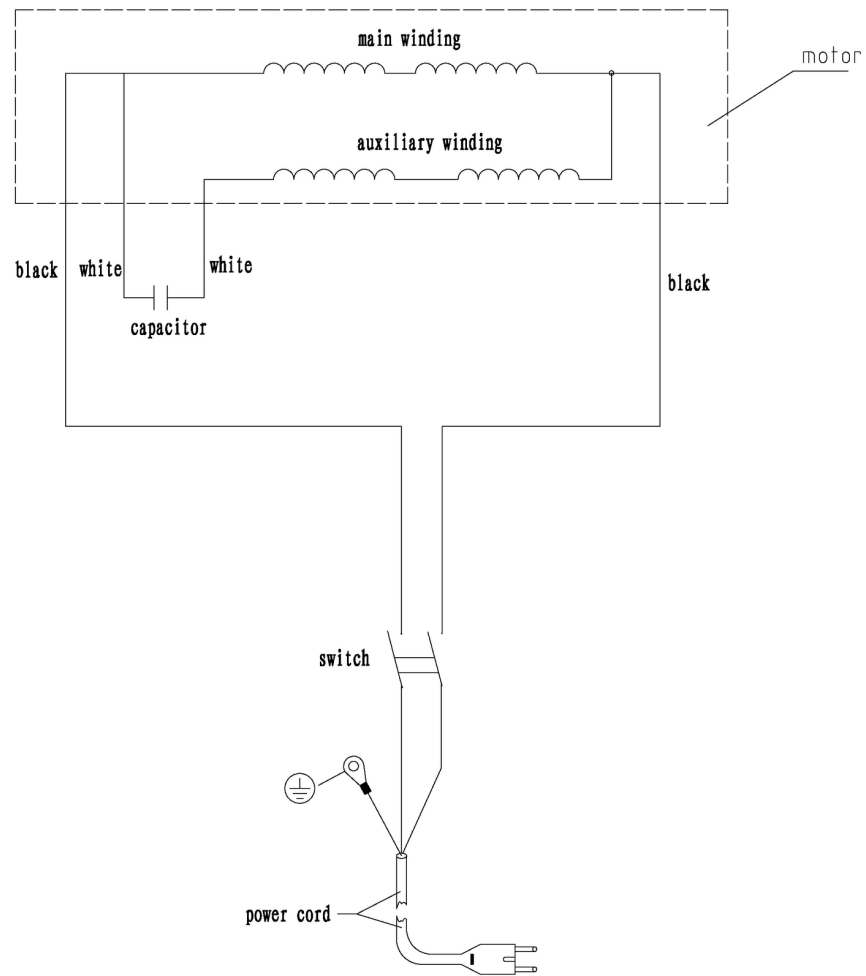 main winding
motor
auxiliary winding
black
white
white
black
capacitor
switch
power cord